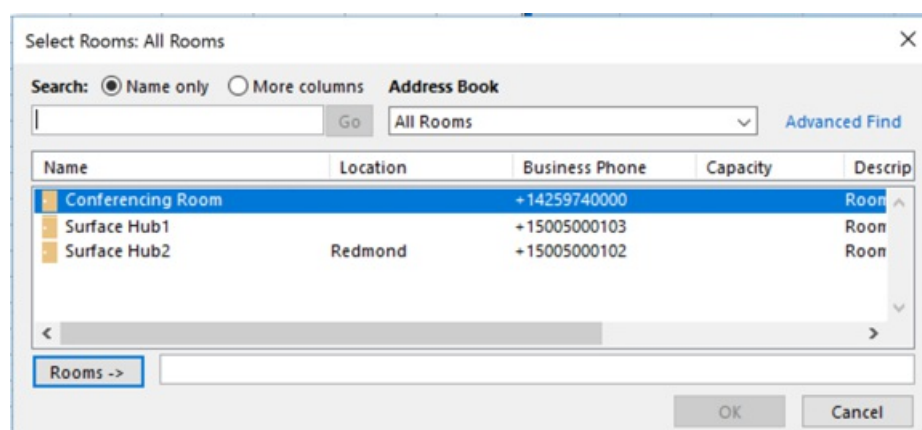 Select Rooms: All Rooms
Search: Name only More columns Address Book
Go All Rooms Advanced Find
Name Location Business Phone Capacity Descrip
Conferencing Room +14259740000 Room
Surface Hub1 +15005000103 Room
Surface Hub2 Redmond +15005000102 Room
Rooms ->
OK Cancel